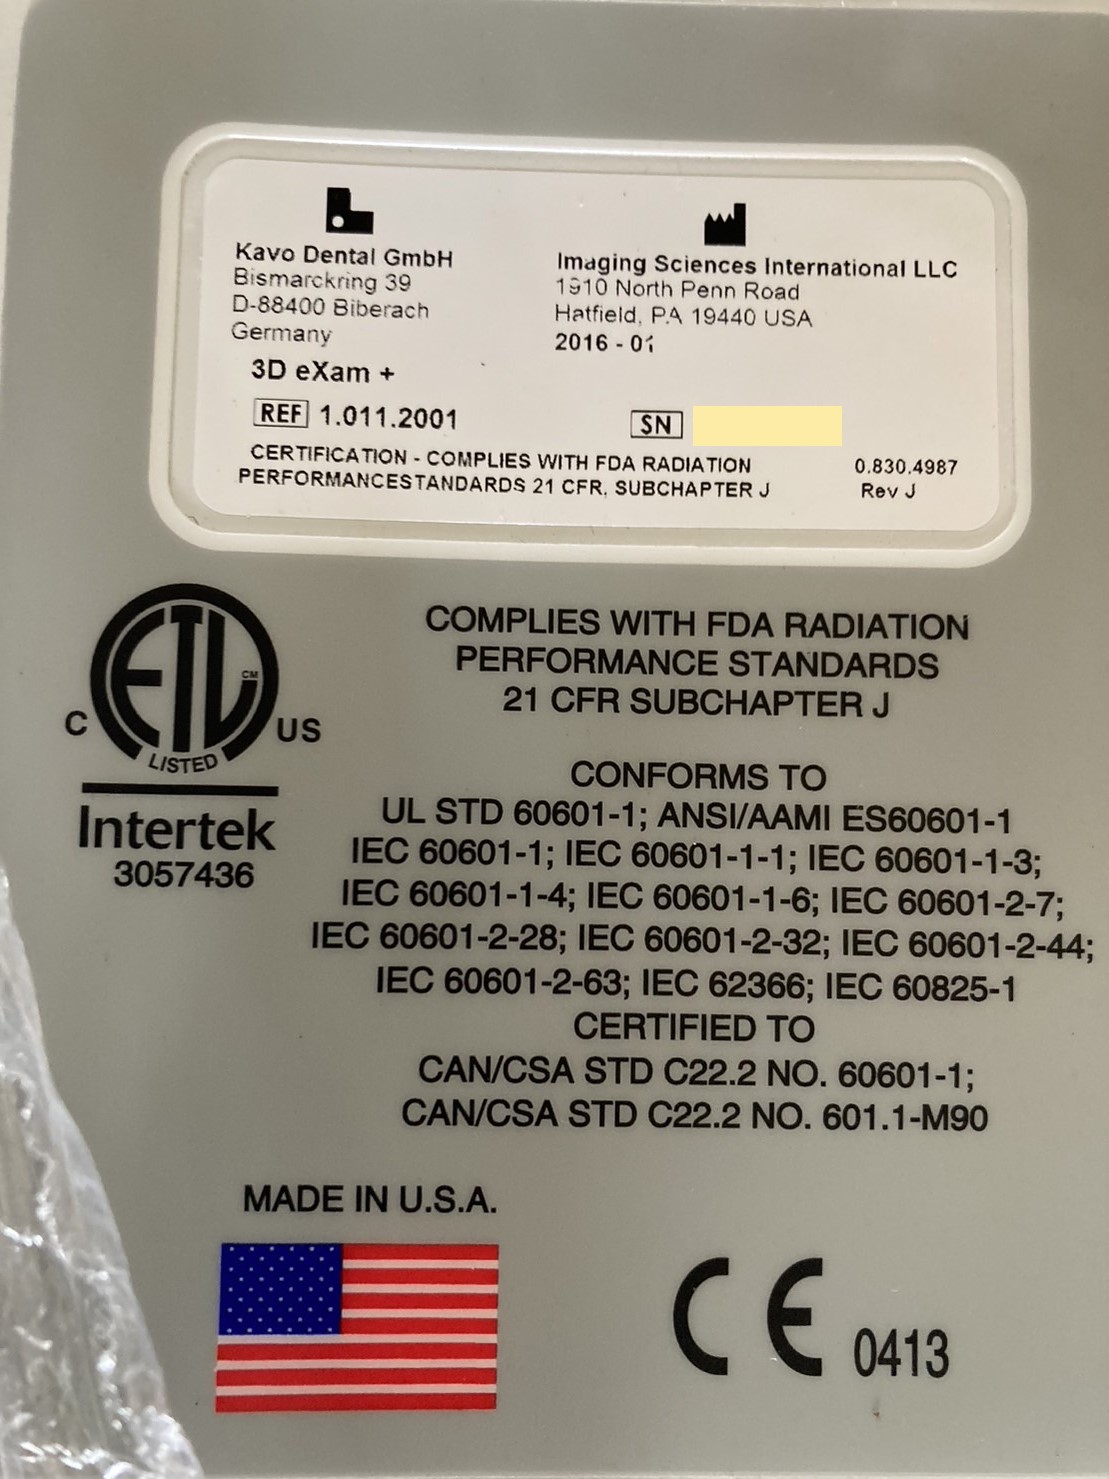 Kavo Dental GmbH
Bismarckring 39
D-88400 Biberach
Germany
Imaging Sciences International LLC
1910 North Penn Road
Hatfield, PA 19440 USA
2016 - 01
3D eXam +
REF 1.011.2001
SN
CERTIFICATION - COMPLIES WITH FDA RADIATION
PERFORMANCESTANDARDS 21 CFR, SUBCHAPTER J
0.830.4987
Rev J
ETL CM
C US
LISTED
Intertek
3057436
COMPLIES WITH FDA RADIATION
PERFORMANCE STANDARDS
21 CFR SUBCHAPTER J
CONFORMS TO
UL STD 60601-1; ANSI/AAMI ES60601-1
IEC 60601-1; IEC 60601-1-1; IEC 60601-1-3;
IEC 60601-1-4; IEC 60601-1-6; IEC 60601-2-7;
IEC 60601-2-28; IEC 60601-2-32; IEC 60601-2-44;
IEC 60601-2-63; IEC 62366; IEC 60825-1
CERTIFIED TO
CAN/CSA STD C22.2 NO. 60601-1;
CAN/CSA STD C22.2 NO. 601.1-M90
MADE IN U.S.A.
CE 0413